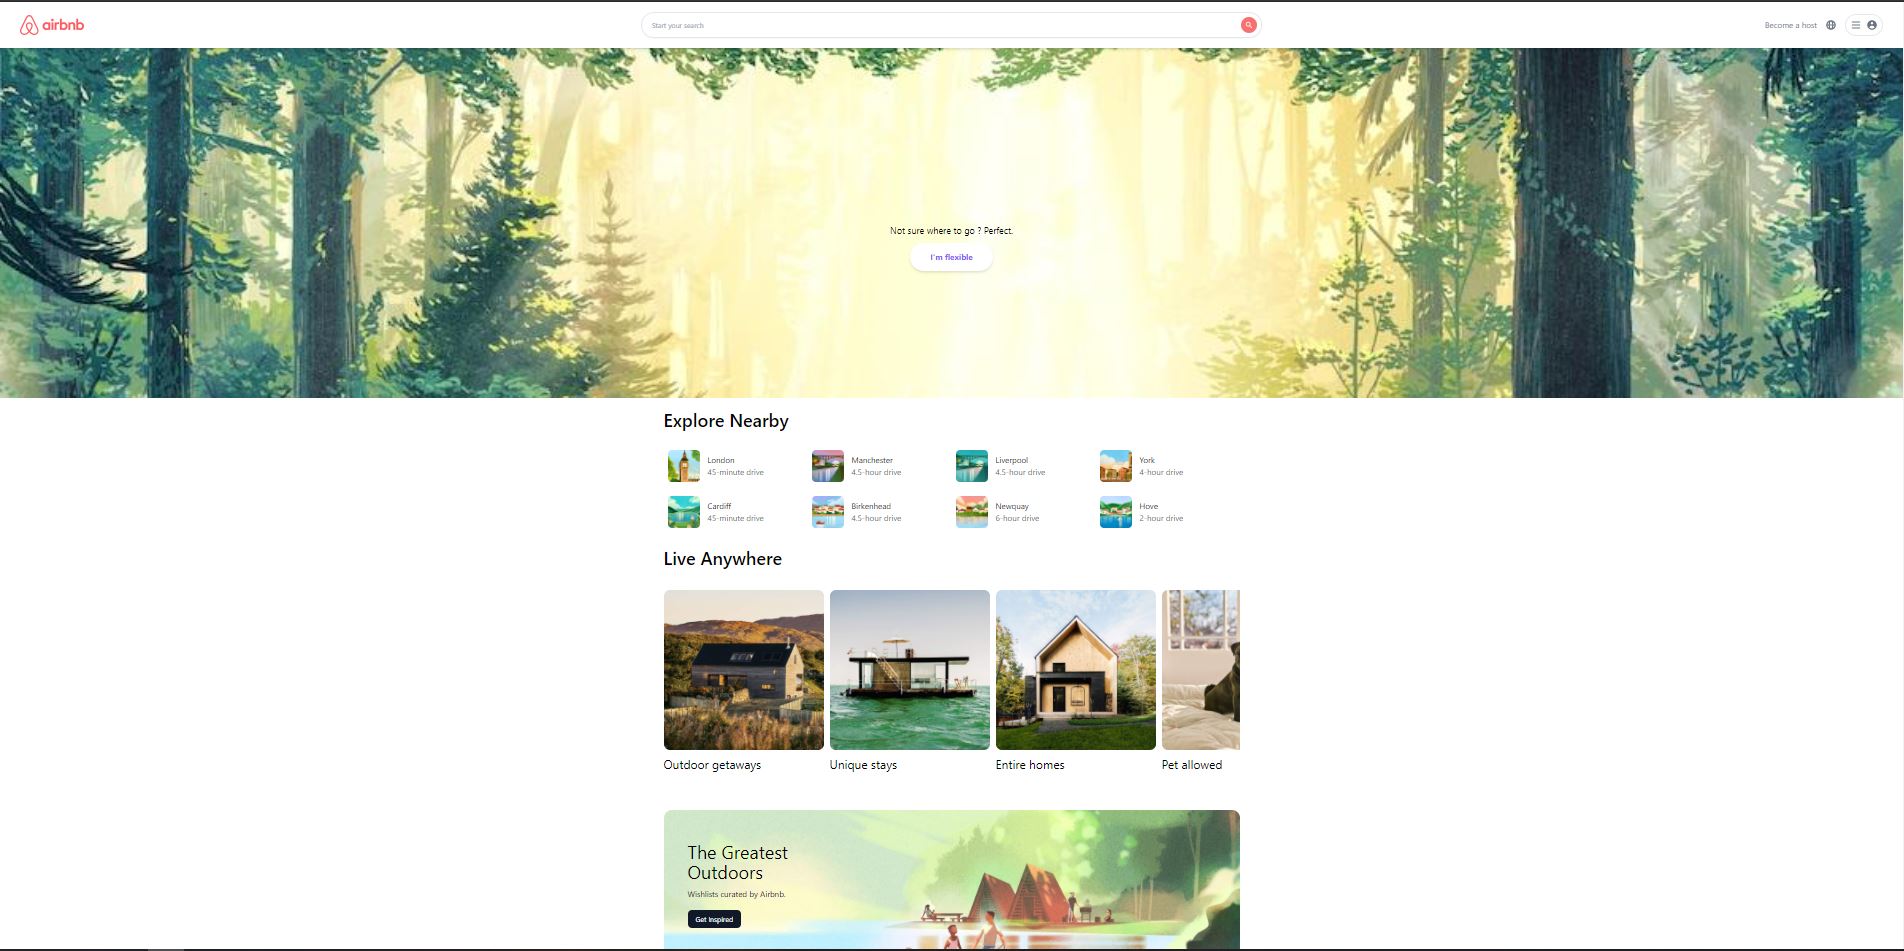 airbnb
Start your search
Become a host
Not sure where to go ? Perfect.
I'm flexible
Explore Nearby
London
45-minute drive
Manchester
4.5-hour drive
Liverpool
4.5-hour drive
York
4-hour drive
Cardiff
45-minute drive
Birkenhead
4.5-hour drive
Newquay
6-hour drive
Hove
2-hour drive
Live Anywhere
Outdoor getaways
Unique stays
Entire homes
Pet allowed
The Greatest
Outdoors
Wishlists curated by Airbnb.
Get Inspired